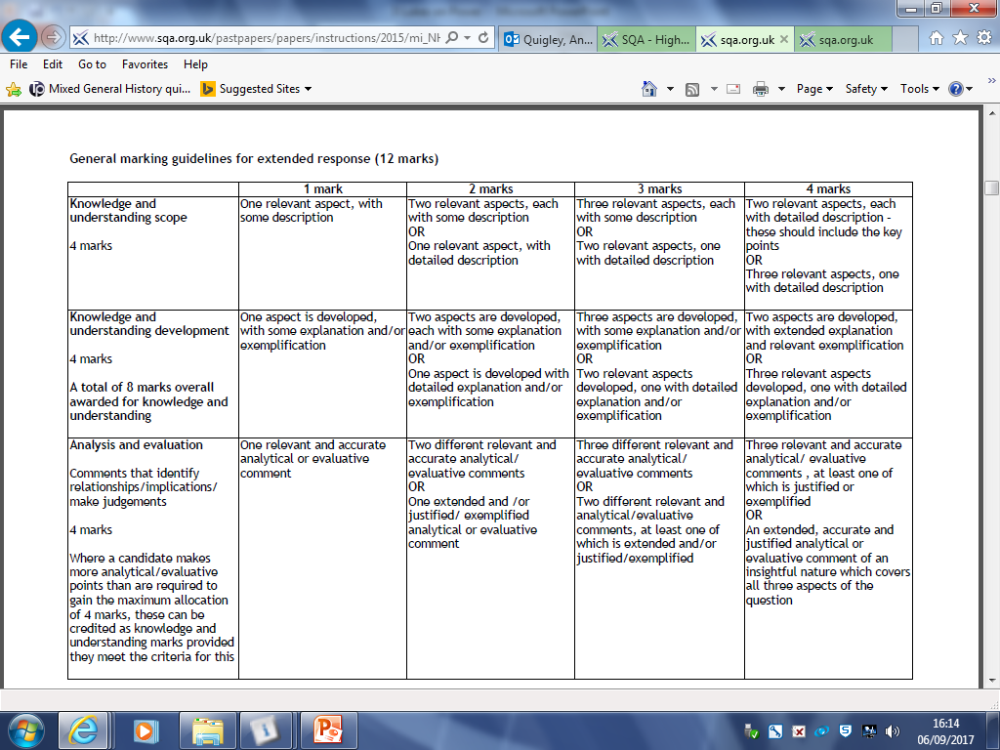 http://www.sqa.org.uk/pastpapers/papers/instructions/2015/mi_NH
Quigley, An...
SQA - High...
sqa.org.uk
sqa.org.uk
File Edit Go to Favorites Help
Mixed General History qui...
Suggested Sites
Page
Safety
Tools
General marking guidelines for extended response (12 marks)
1 mark
2 marks
3 marks
4 marks
Knowledge and
understanding scope
4 marks
One relevant aspect, with
some description
Two relevant aspects, each
with some description
OR
One relevant aspect, with
detailed description
Three relevant aspects, each
with some description
OR
Two relevant aspects, one
with detailed description
Two relevant aspects, each
with detailed description -
these should include the key
points
OR
Three relevant aspects, one
with detailed description
Knowledge and
understanding development
4 marks
A total of 8 marks overall
awarded for knowledge and
understanding
One aspect is developed,
with some explanation and/or
exemplification
Two aspects are developed,
each with some explanation
and/or exemplification
OR
One aspect is developed with
detailed explanation and/or
exemplification
Three aspects are developed,
with some explanation and/or
exemplification
OR
Two relevant aspects
developed, one with detailed
explanation and/or
exemplification
Two aspects are developed,
with extended explanation
and relevant exemplification
OR
Three relevant aspects
developed, one with detailed
explanation and/or
exemplification
Analysis and evaluation
Comments that identify
relationships/implications/
make judgements
4 marks
Where a candidate makes
more analytical/evaluative
points than are required to
gain the maximum allocation
of 4 marks, these can be
credited as knowledge and
understanding marks provided
they meet the criteria for this
One relevant and accurate
analytical or evaluative
comment
Two different relevant and
accurate analytical/
evaluative comments
OR
One extended and /or
justified/ exemplified
analytical or evaluative
comment
Three different relevant and
accurate analytical/
evaluative comments
OR
Two different relevant and
analytical/evaluative
comments, at least one of
which is extended and/or
justified/exemplified
Three relevant and accurate
analytical/ evaluative
comments , at least one of
which is justified or
exemplified
OR
An extended, accurate and
justified analytical or
evaluative comment of an
insightful nature which covers
all three aspects of the
question
16:14
06/09/2017